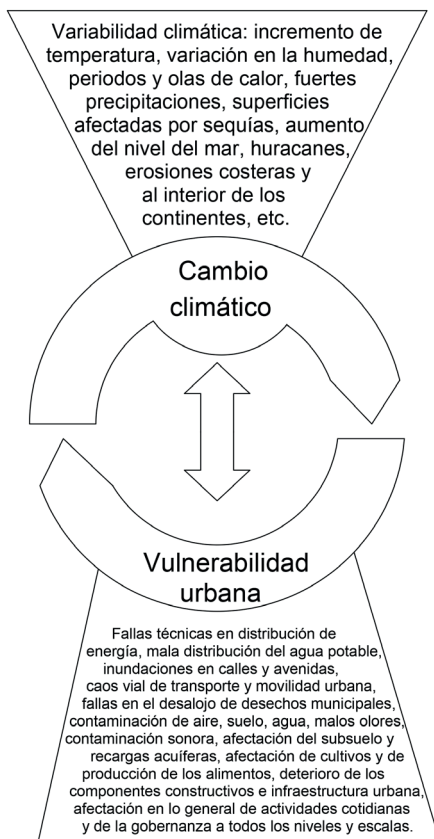 Variabilidad climática: incremento de
temperatura, variación en la humedad,
periodos y olas de calor, fuertes
precipitaciones, superficies
afectadas por sequías, aumento
del nivel del mar, huracanes,
erosiones costeras y
al interior de los
continentes, etc.
Cambio
climático
Vulnerabilidad
urbana
Fallas técnicas en distribución de
energía, mala distribución del agua potable,
inundaciones en calles y avenidas,
caos vial de transporte y movilidad urbana,
fallas en el desalojo de desechos municipales,
contaminación de aire, suelo, agua, malos olores,
contaminación sonora, afectación del subsuelo y
recargas acuíferas, afectación de cultivos y de
producción de los alimentos, deterioro de los
componentes constructivos e infraestructura urbana,
afectación en lo general de actividades cotidianas
y de la gobernanza a todos los niveles y escalas.